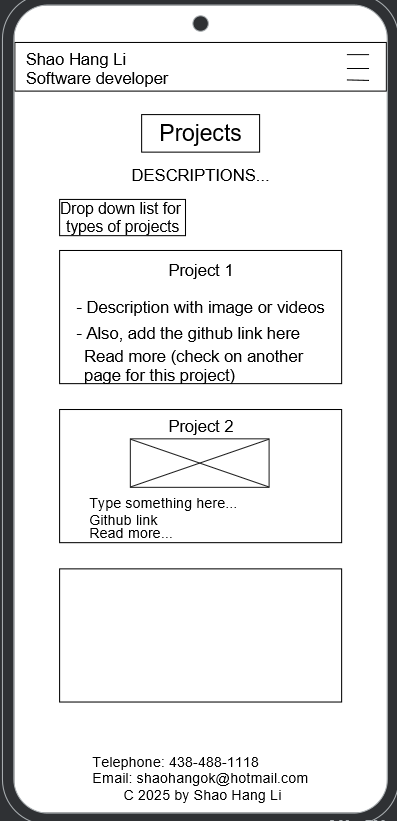 Shao Hang Li
Software developer
Projects
DESCRIPTIONS...
Drop down list for
types of projects
Project 1
- Description with image or videos
- Also, add the github link here
Read more (check on another
page for this project)
Project 2
Type something here...
Github link
Read more...
Telephone: 438-488-1118
Email: shaohangok@hotmail.com
C 2025 by Shao Hang Li